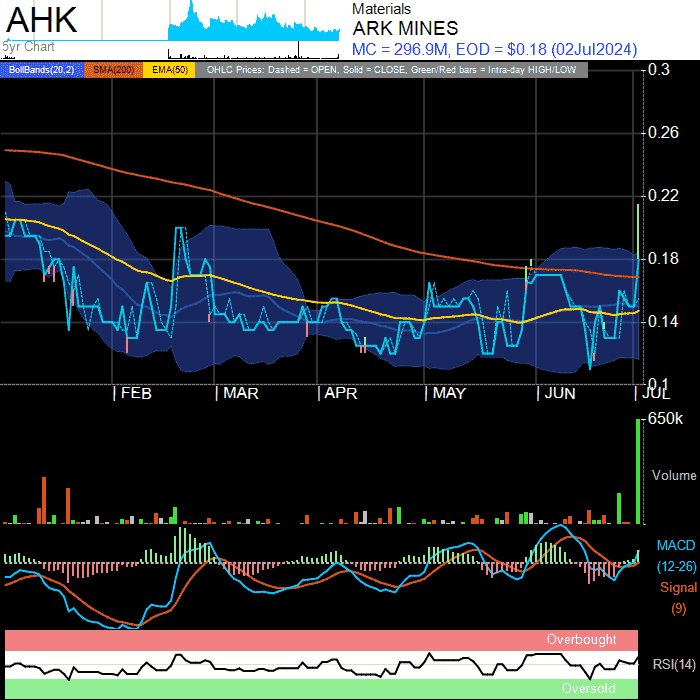 AHK
5yr Chart
Materials
ARK MINES
MC = 296.9M, EOD = $0.18 (02Jul2024)
BollBands(20,2) SMA(200) EMA(50) OHLC Prices: Dashed = OPEN, Solid = CLOSE, Green/Red bars = Intra-day HIGH/LOW
0.3
0.26
0.22
0.18
0.14
0.1
FEB MAR APR MAY JUN JUL
650k
Volume
MACD
(12-26)
Signal
(9)
Overbought
RSI(14)
Oversold